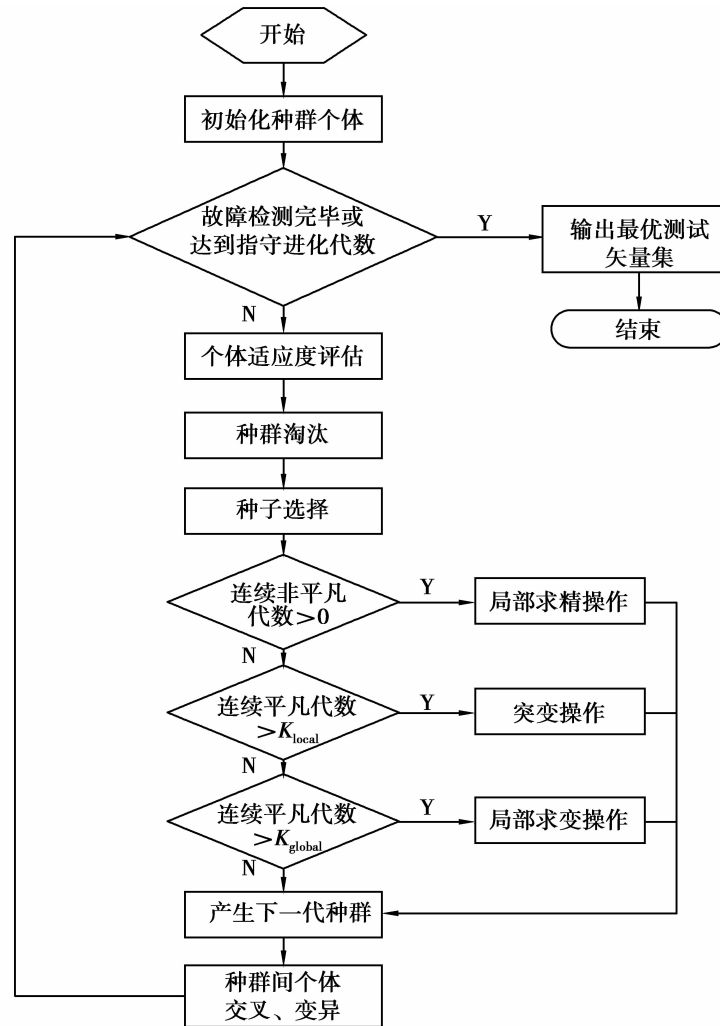 开始
初始化种群个体
故障检测完毕或
达到指守进化代数
Y
输出最优测试
矢量集
结束
N
个体适应度评估
种群淘汰
种子选择
连续非平凡
代数>0
Y
局部求精操作
N
连续平凡代数
>Klocal
Y
突变操作
N
连续平凡代数
>Kglobal
Y
局部求变操作
N
产生下一代种群
种群间个体
交叉、变异